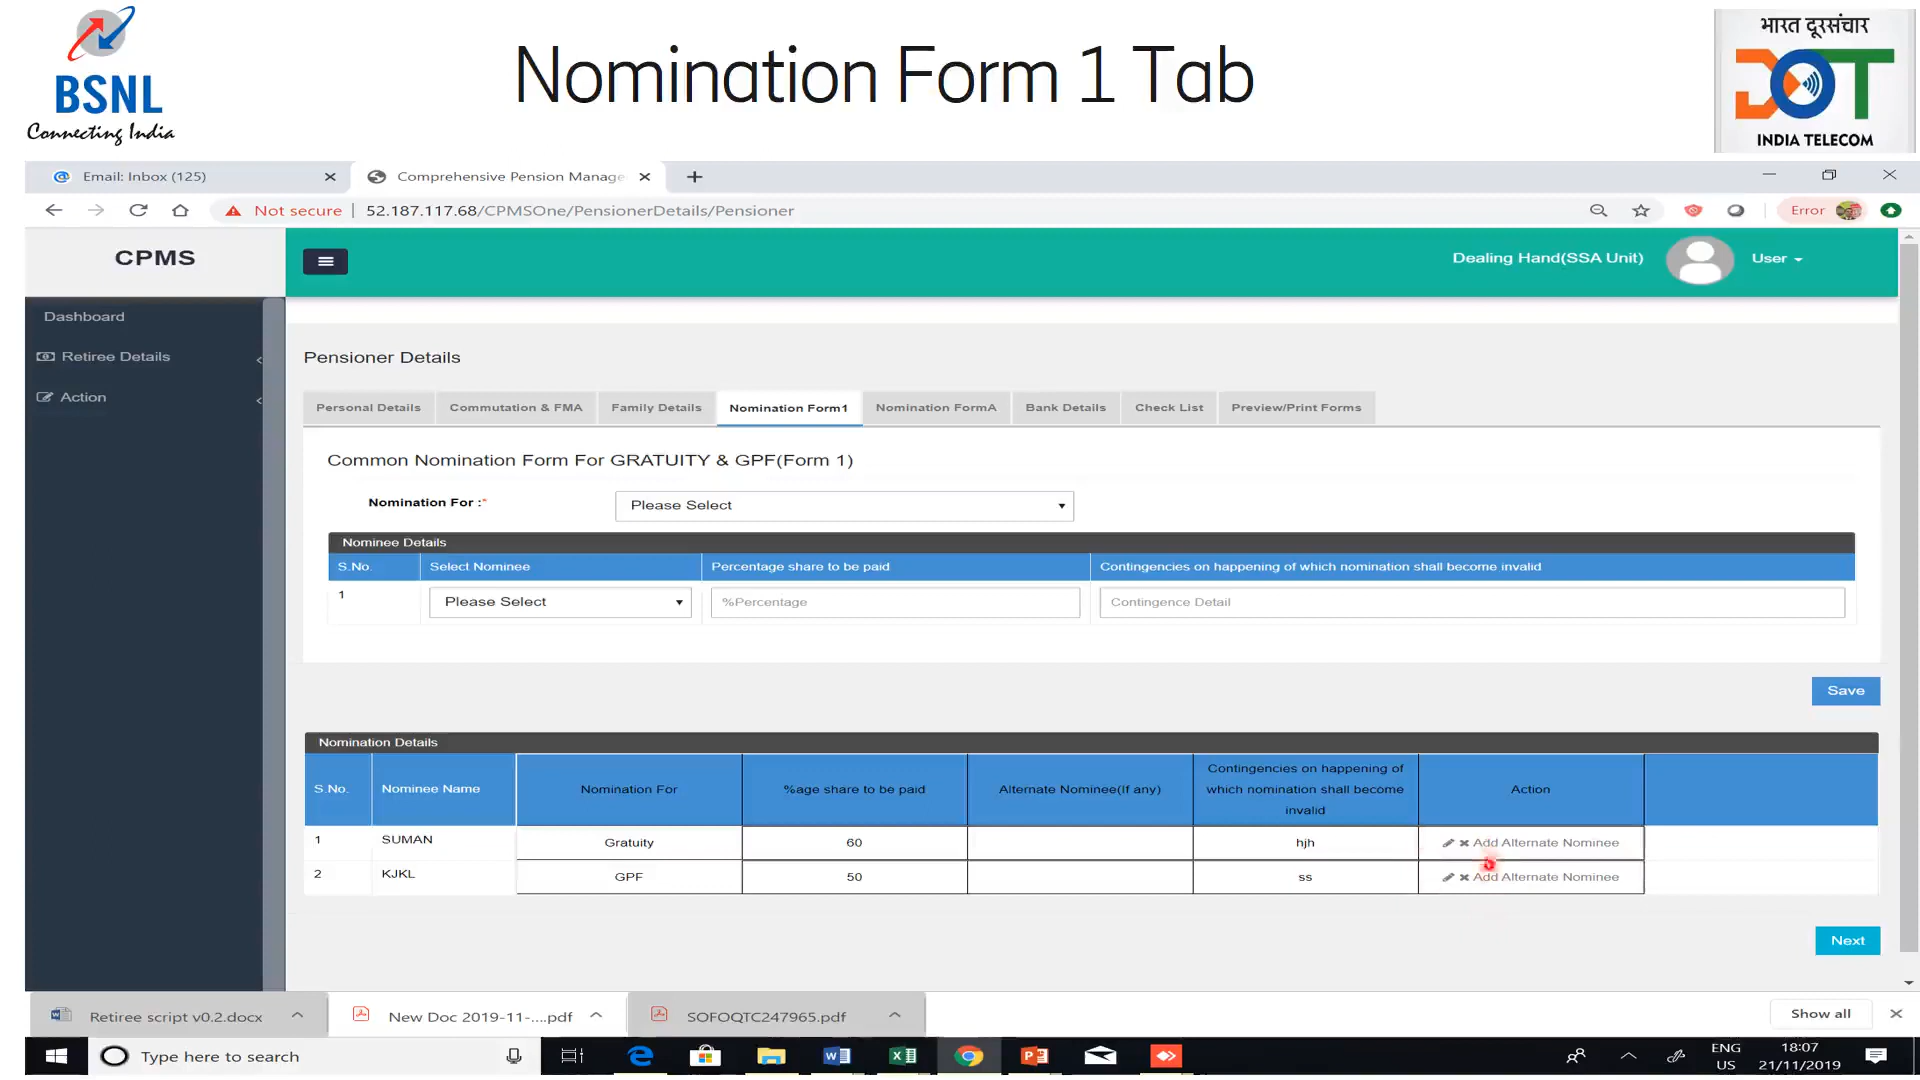 BSNL
Connecting India
Nomination Form 1 Tab
भारत दूरसंचार
DOT
INDIA TELECOM
Email: Inbox (125)
Comprehensive Pension Manage
Not secure | 52.187.117.68/CPMSOne/PensionerDetails/Pensioner
Error
CPMS
Dealing Hand(SSA Unit)
User
Dashboard
Retiree Details
Action
Pensioner Details
Personal Details
Commutation & FMA
Family Details
Nomination Form1
Nomination FormA
Bank Details
Check List
Preview/Print Forms
Common Nomination Form For GRATUITY & GPF(Form 1)
Nomination For :*
Please Select
Nominee Details
S.No.
Select Nominee
Percentage share to be paid
Contingencies on happening of which nomination shall become invalid
1
Please Select
%Percentage
Contingence Detail
Save
Nomination Details
S.No.
Nominee Name
Nomination For
%age share to be paid
Alternate Nominee(If any)
Contingencies on happening of
which nomination shall become
invalid
Action
1
SUMAN
Gratuity
60
hjh
Add Alternate Nominee
2
KJKL
GPF
50
ss
Add Alternate Nominee
Next
Retiree script v0.2.docx
New Doc 2019-11-....pdf
SOFOQTC247965.pdf
Show all
Type here to search
ENG
US
18:07
21/11/2019